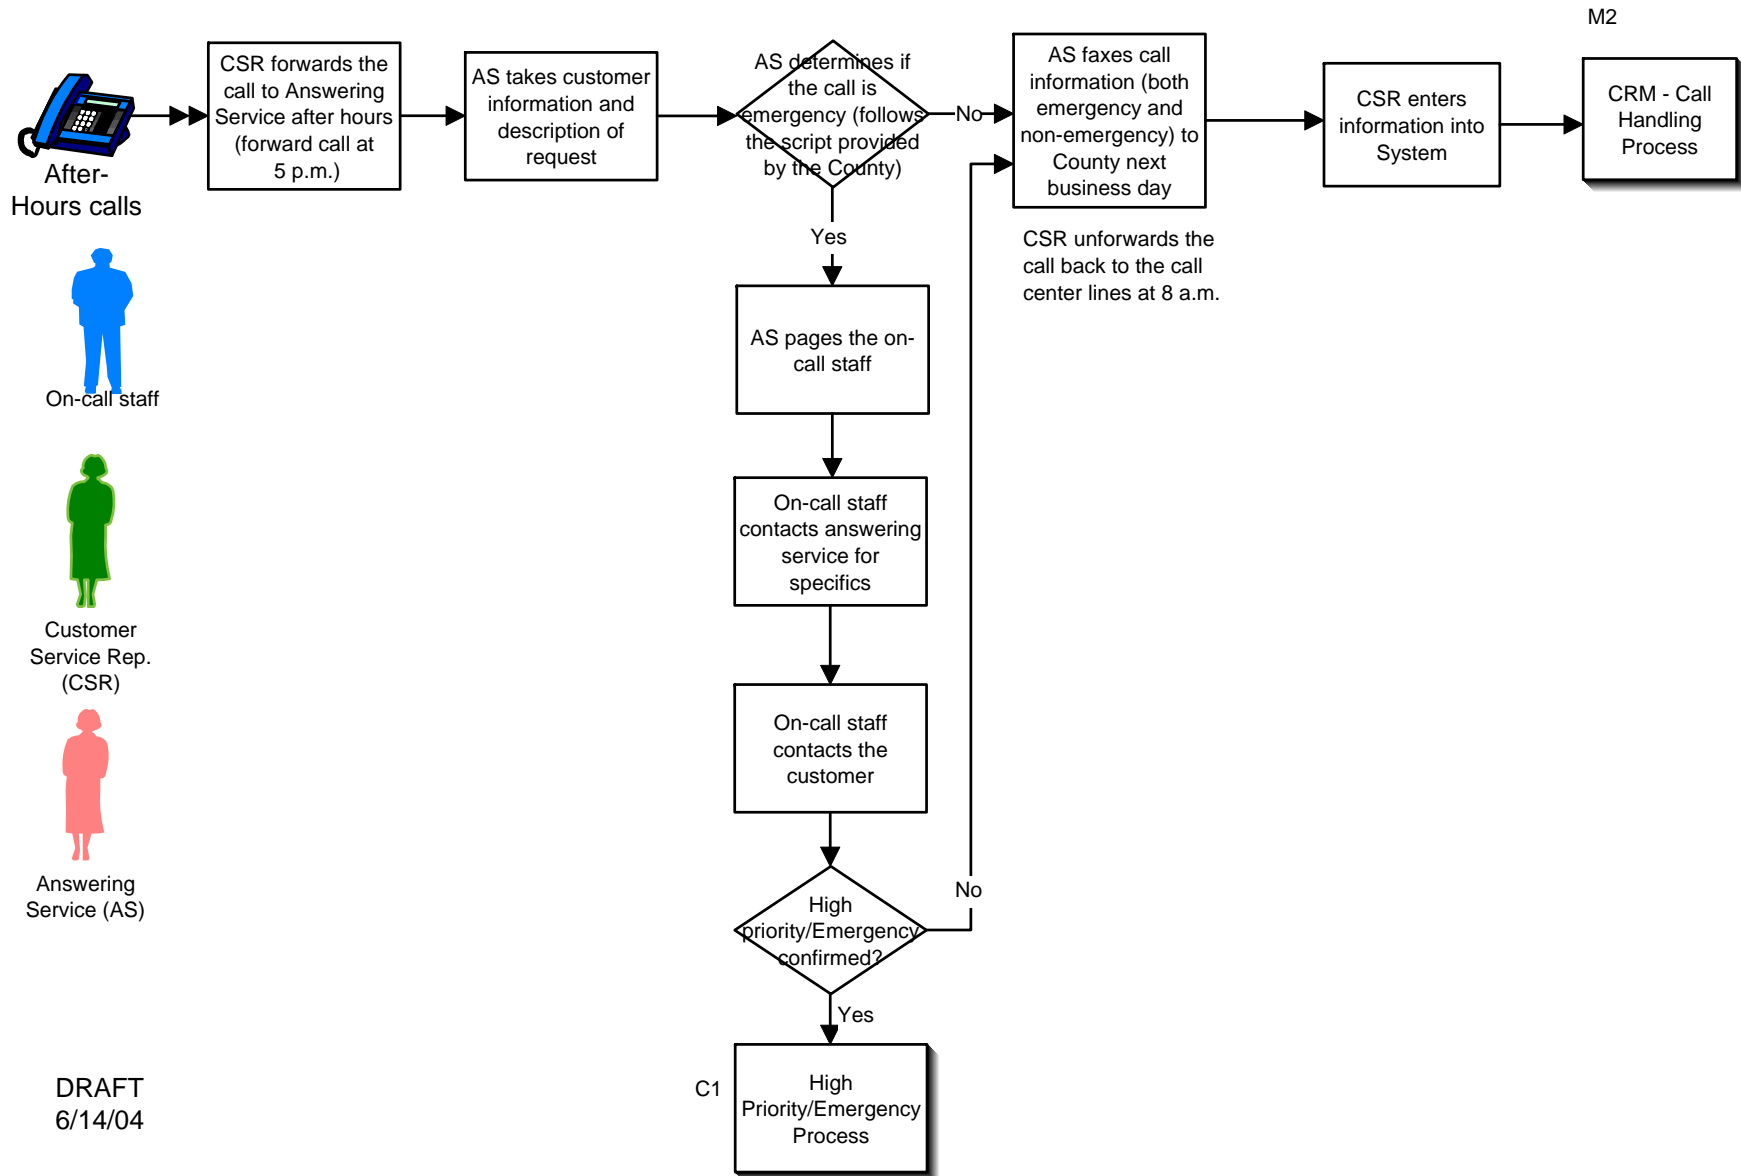 M2
CSR forwards the
call to Answering
Service after hours
(forward call at
5 p.m.)
AS takes customer
information and
description of
request
AS determines if
the call is
emergency (follows
the script provided
by the County)
No
AS faxes call
information (both
emergency and
non-emergency) to
County next
business day
CSR enters
information into
System
CRM - Call
Handling
Process
After-
Hours calls
CSR unforwards the
call back to the call
center lines at 8 a.m.
Yes
AS pages the on-
call staff
On-call staff
On-call staff
contacts answering
service for
specifics
Customer
Service Rep.
(CSR)
On-call staff
contacts the
customer
Answering
Service (AS)
High
priority/Emergency
confirmed?
No
Yes
C1
High
Priority/Emergency
Process
DRAFT
6/14/04